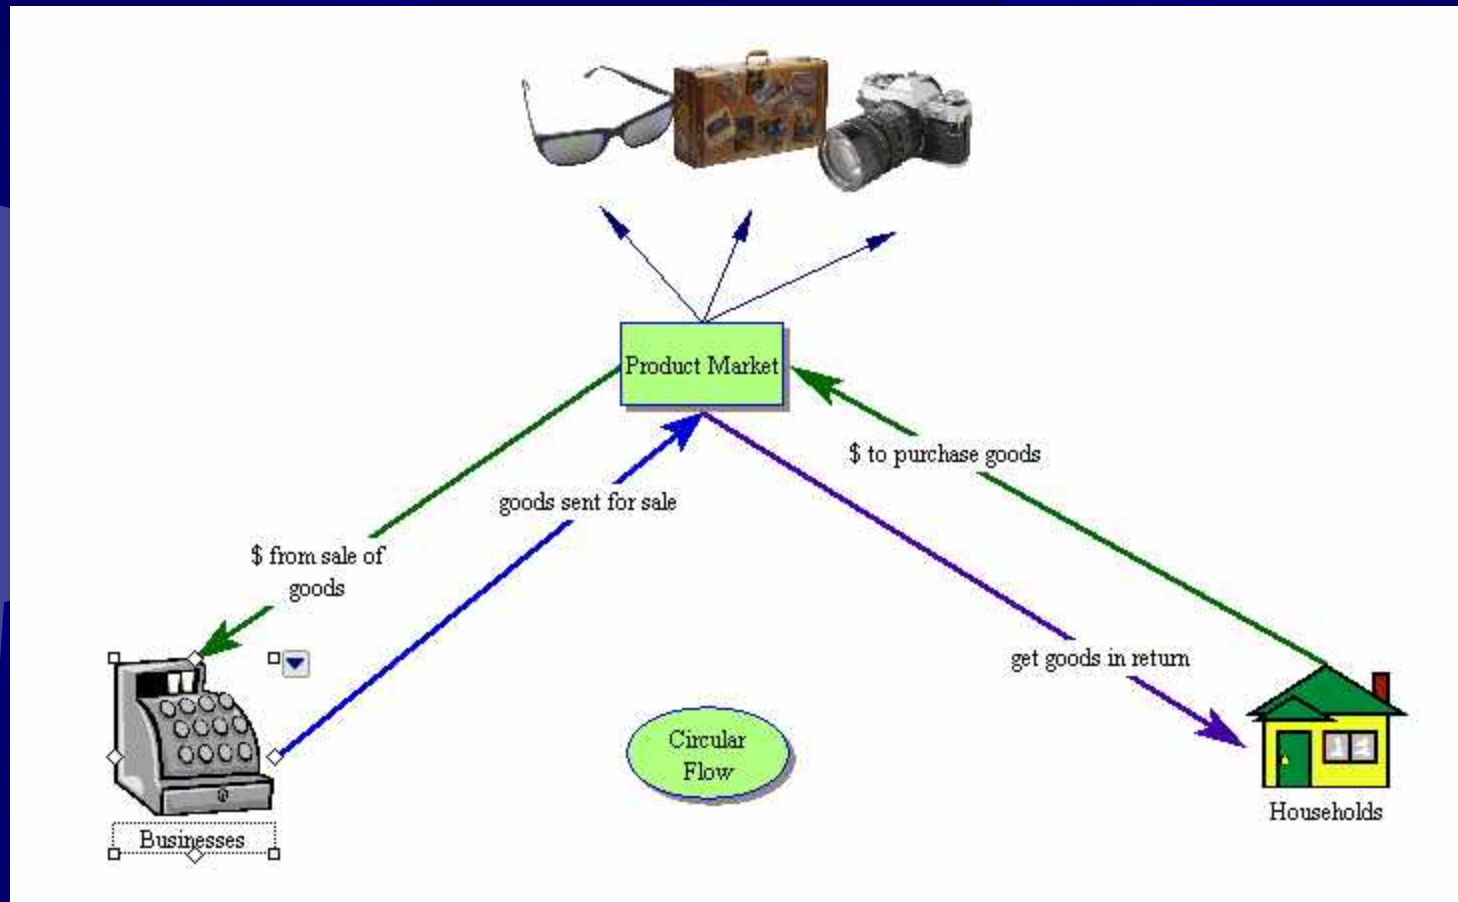 Product Market
$ to purchase goods
goods sent for sale
$ from sale of
goods
get goods in return
Circular
Flow
Households
Businesses